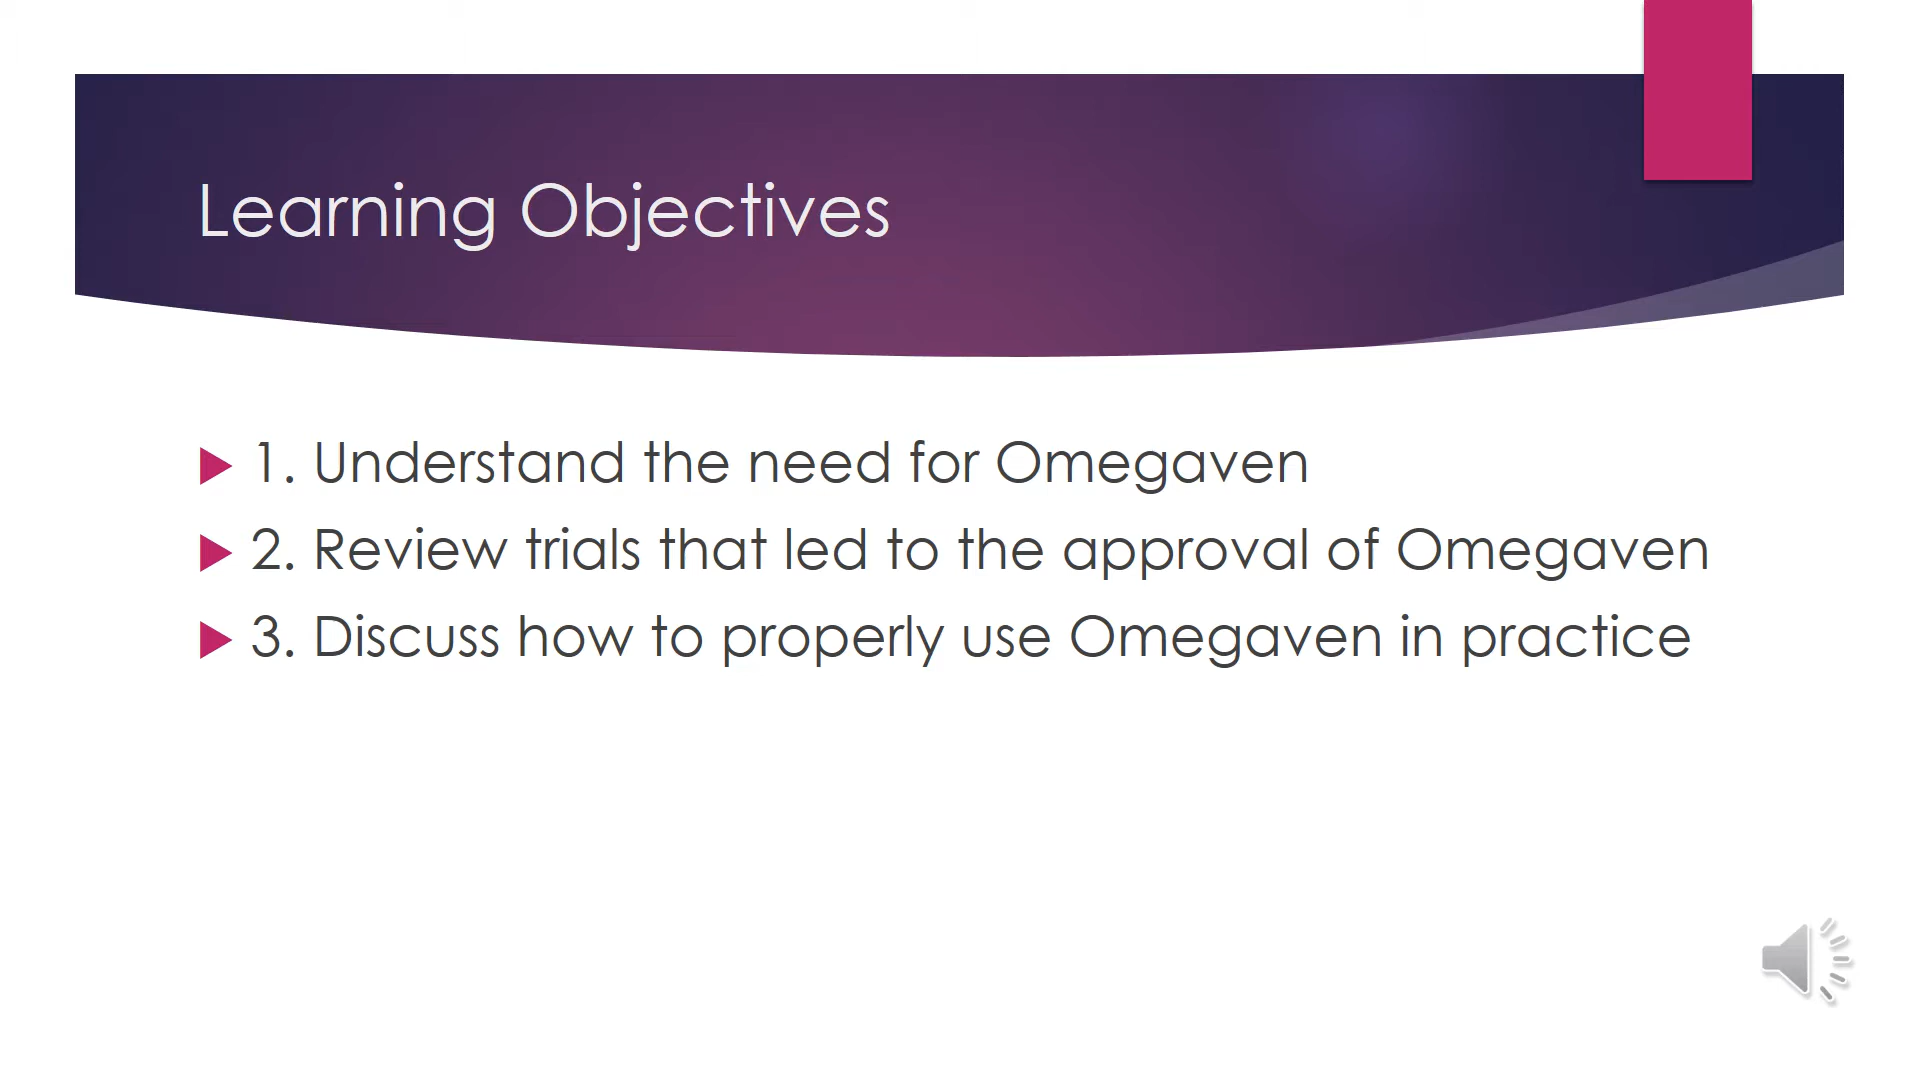 Learning Objectives
1. Understand the need for Omegaven
2. Review trials that led to the approval of Omegaven
3. Discuss how to properly use Omegaven in practice